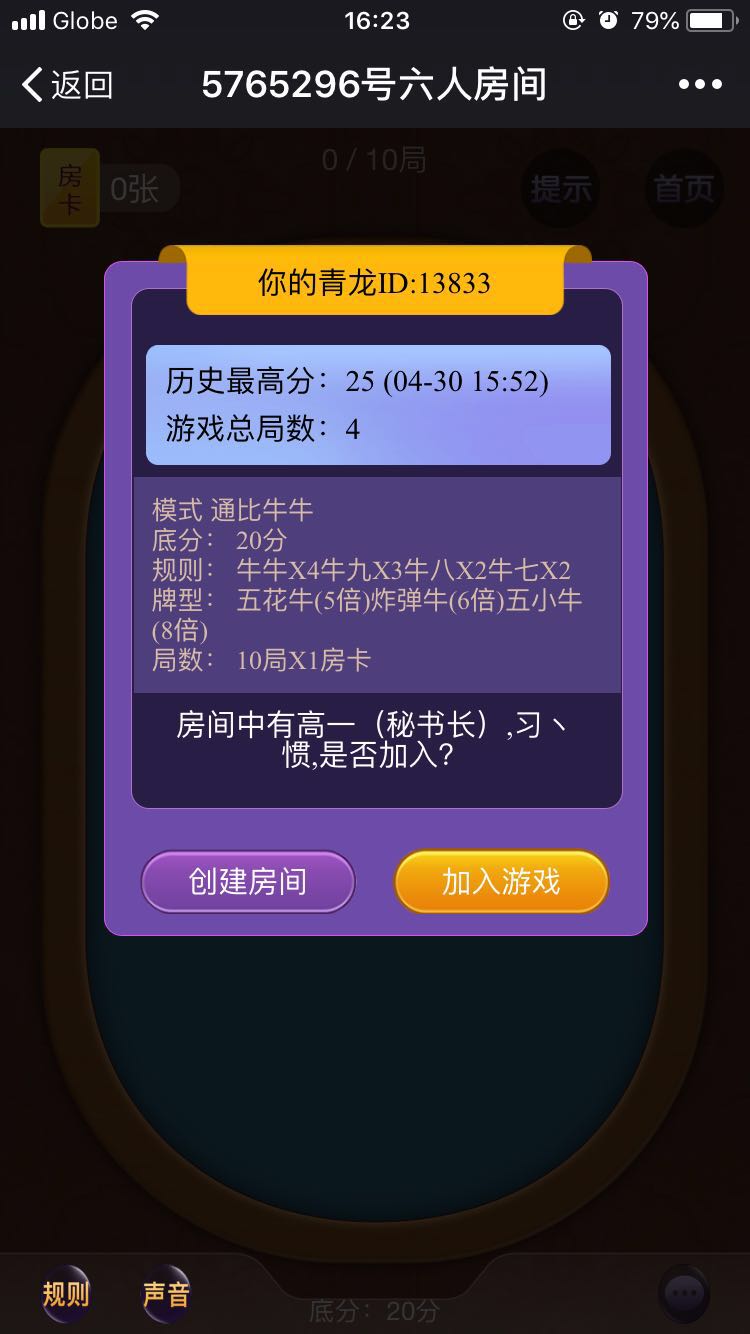 Globe 16:23 79%
返回 5765296号六人房间
0 / 10局
房卡 0张 提示 首页
你的青龙ID:13833
历史最高分：25 (04-30 15:52)
游戏总局数：4
模式 通比牛牛
底分： 20分
规则： 牛牛X4牛九X3牛八X2牛七X2
牌型： 五花牛(5倍)炸弹牛(6倍)五小牛
(8倍)
局数： 10局X1房卡
房间中有高一（秘书长）,习丶
惯,是否加入?
创建房间 加入游戏
规则 声音
底分：20分